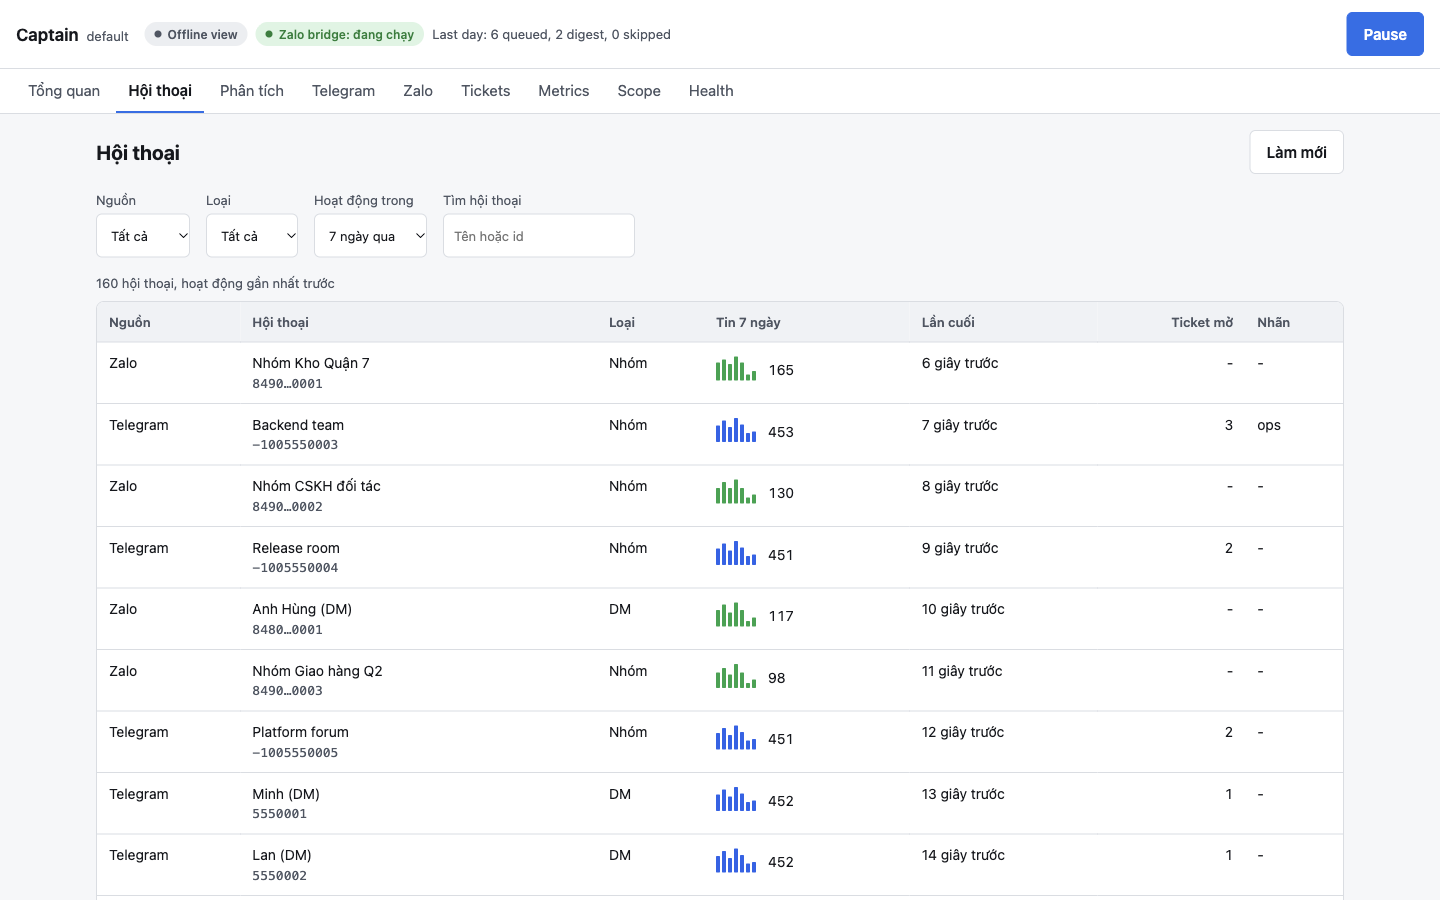 Captain default Offline view Zalo bridge: đang chạy Last day: 6 queued, 2 digest, 0 skipped Pause
Tổng quan Hội thoại Phân tích Telegram Zalo Tickets Metrics Scope Health
Hội thoại Làm mới
Nguồn Loại Hoạt động trong Tìm hội thoại
Tất cả Tất cả 7 ngày qua Tên hoặc id
160 hội thoại, hoạt động gần nhất trước
Nguồn Hội thoại Loại Tin 7 ngày Lần cuối Ticket mở Nhãn
Zalo Nhóm Kho Quận 7 Nhóm 165 6 giây trước - -
8490…0001
Telegram Backend team Nhóm 453 7 giây trước 3 ops
-1005550003
Zalo Nhóm CSKH đối tác Nhóm 130 8 giây trước - -
8490…0002
Telegram Release room Nhóm 451 9 giây trước 2 -
-1005550004
Zalo Anh Hùng (DM) DM 117 10 giây trước - -
8480…0001
Zalo Nhóm Giao hàng Q2 Nhóm 98 11 giây trước - -
8490…0003
Telegram Platform forum Nhóm 451 12 giây trước 2 -
-1005550005
Telegram Minh (DM) DM 452 13 giây trước 1 -
5550001
Telegram Lan (DM) DM 452 14 giây trước 1 -
5550002